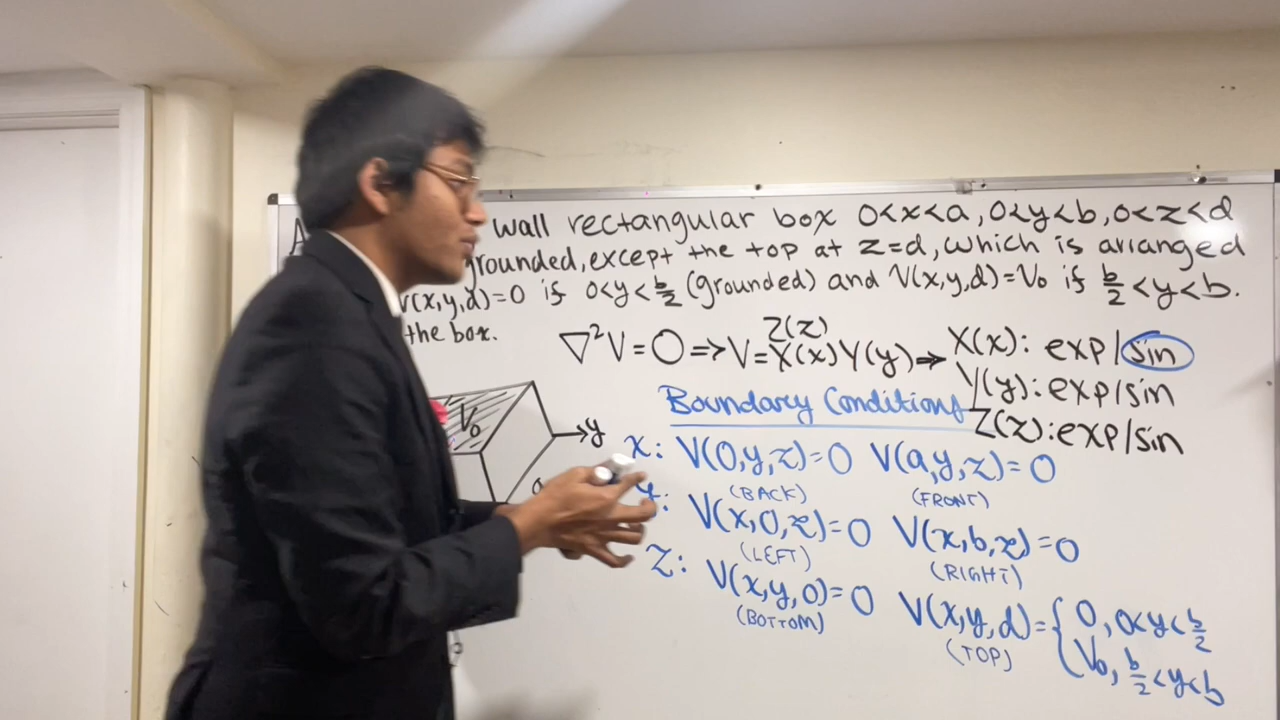 wall rectangular box 0<x<a, 0<y<b, 0<z<d
grounded, except the top at z=d, which is arranged
V(x,y,d)=0 if 0<y<b/2 (grounded) and V(x,y,d)=V₀ if b/2<y<b.
the box.
∇²V=0 => V=X(x)Y(y)Z(z) => X(x): exp/sin
Y(y): exp/sin
Z(z): exp/sin
V₀
y
Boundary Conditions
x: V(0,y,z)=0 V(a,y,z)=0
(BACK) (FRONT)
y: V(x,0,z)=0 V(x,b,z)=0
(LEFT) (RIGHT)
z: V(x,y,0)=0 V(x,y,d)={0, 0<y<b/2
(BOTTOM) (TOP)
V₀, b/2<y<b